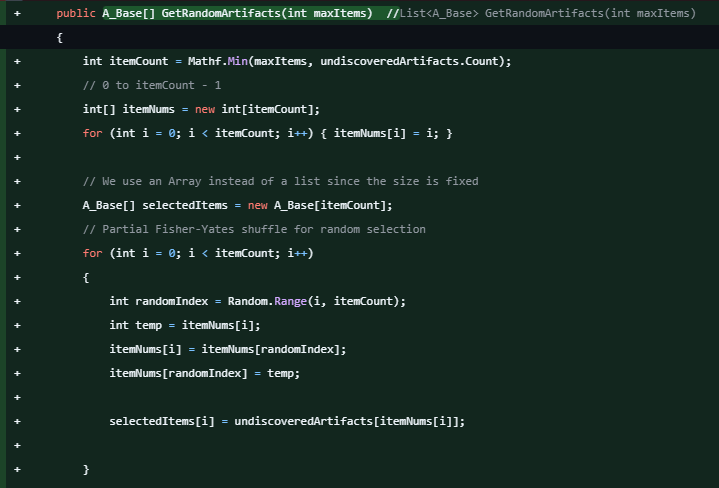 + public A_Base[] GetRandomArtifacts(int maxItems) //List<A_Base> GetRandomArtifacts(int maxItems)
{
+ int itemCount = Mathf.Min(maxItems, undiscoveredArtifacts.Count);
+ // 0 to itemCount - 1
+ int[] itemNums = new int[itemCount];
+ for (int i = 0; i < itemCount; i++) { itemNums[i] = i; }
+
+ // We use an Array instead of a list since the size is fixed
+ A_Base[] selectedItems = new A_Base[itemCount];
+ // Partial Fisher-Yates shuffle for random selection
+ for (int i = 0; i < itemCount; i++)
+ {
+ int randomIndex = Random.Range(i, itemCount);
+ int temp = itemNums[i];
+ itemNums[i] = itemNums[randomIndex];
+ itemNums[randomIndex] = temp;
+
+ selectedItems[i] = undiscoveredArtifacts[itemNums[i]];
+
+ }